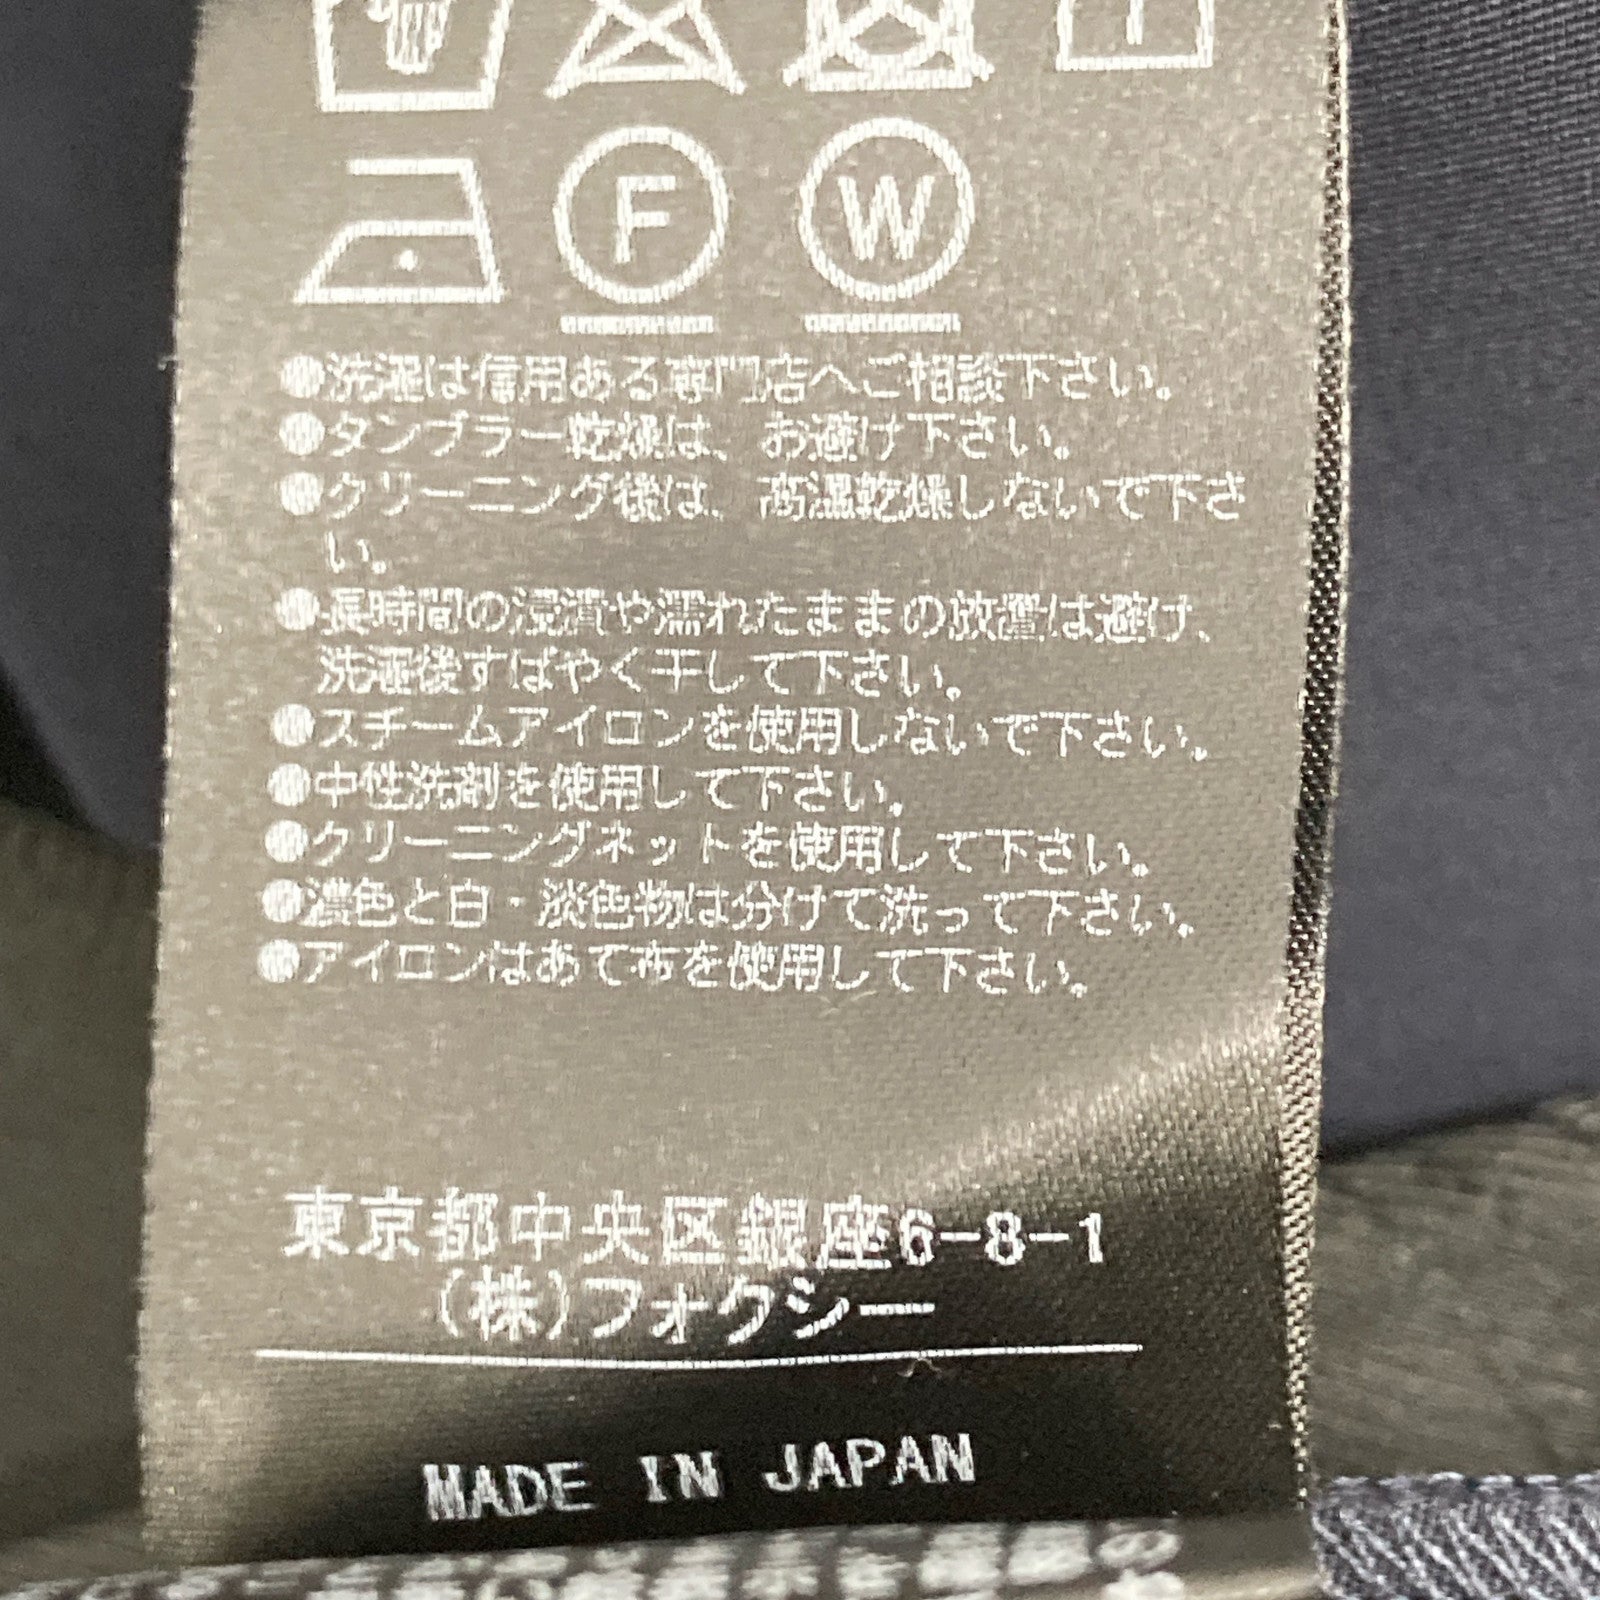 F W
●洗濯は信用ある専門店へご相談下さい。
●タンブラー乾燥は、お避け下さい。
●クリーニング後は、高温乾燥しないで下さ
い。
●長時間の浸漬や濡れたままの放置は避け、
洗濯後すばやく干して下さい。
●スチームアイロンを使用しないで下さい。
●中性洗剤を使用して下さい。
●クリーニングネットを使用して下さい。
●濃色と白・淡色物は分けて洗って下さい。
●アイロンはあて布を使用して下さい。
東京都中央区銀座6-8-1
(株)フォクシー
MADE IN JAPAN